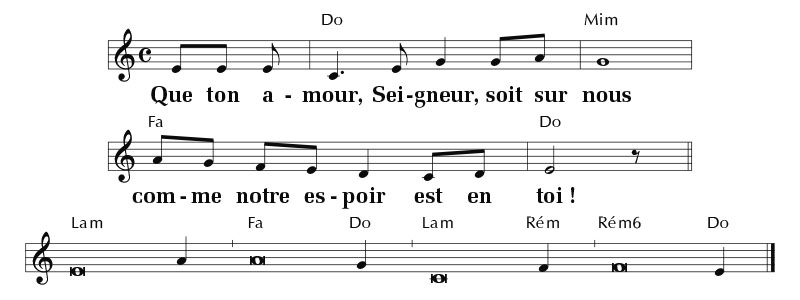 Do Mim
Que ton a - mour, Sei-gneur, soit sur nous
Fa Do
com - me notre es - poir est en toi !
Lam Fa Do Lam Rém Rém6 Do